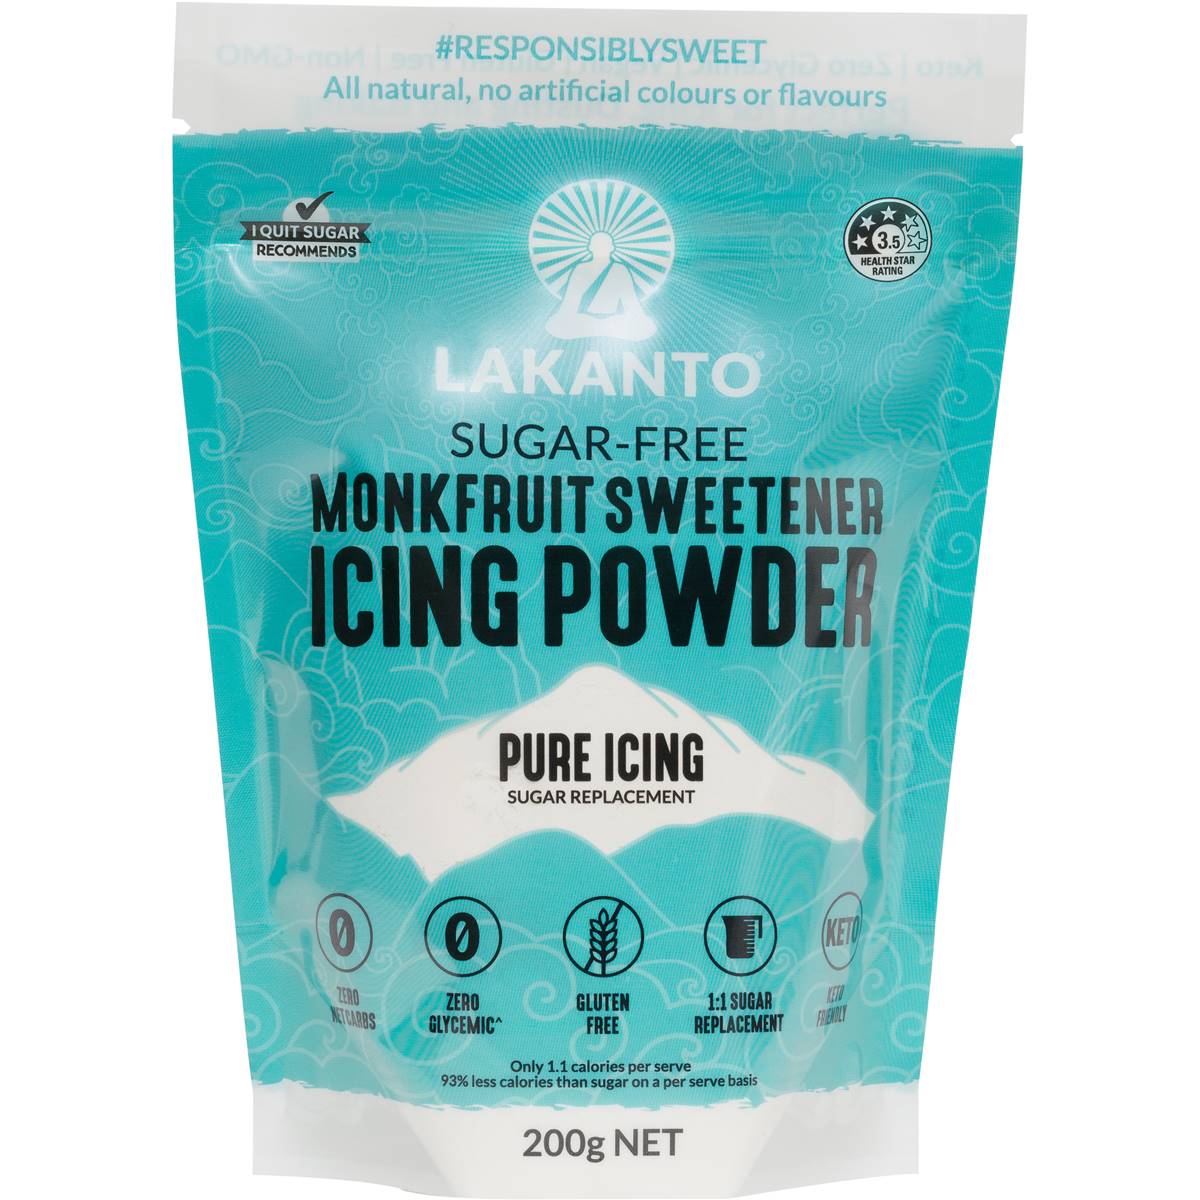 #RESPONSIBLYSWEET
All natural, no artificial colours or flavours
I QUIT SUGAR
RECOMMENDS
3.5
HEALTH STAR
RATING
LAKANTO®
SUGAR-FREE
MONKFRUIT SWEETENER
ICING POWDER
PURE ICING
SUGAR REPLACEMENT
0
ZERO
NET CARBS
0
ZERO
GLYCEMIC^
GLUTEN
FREE
1:1 SUGAR
REPLACEMENT
KETO
KETO
FRIENDLY
Only 1.1 calories per serve
93% less calories than sugar on a per serve basis
200g NET